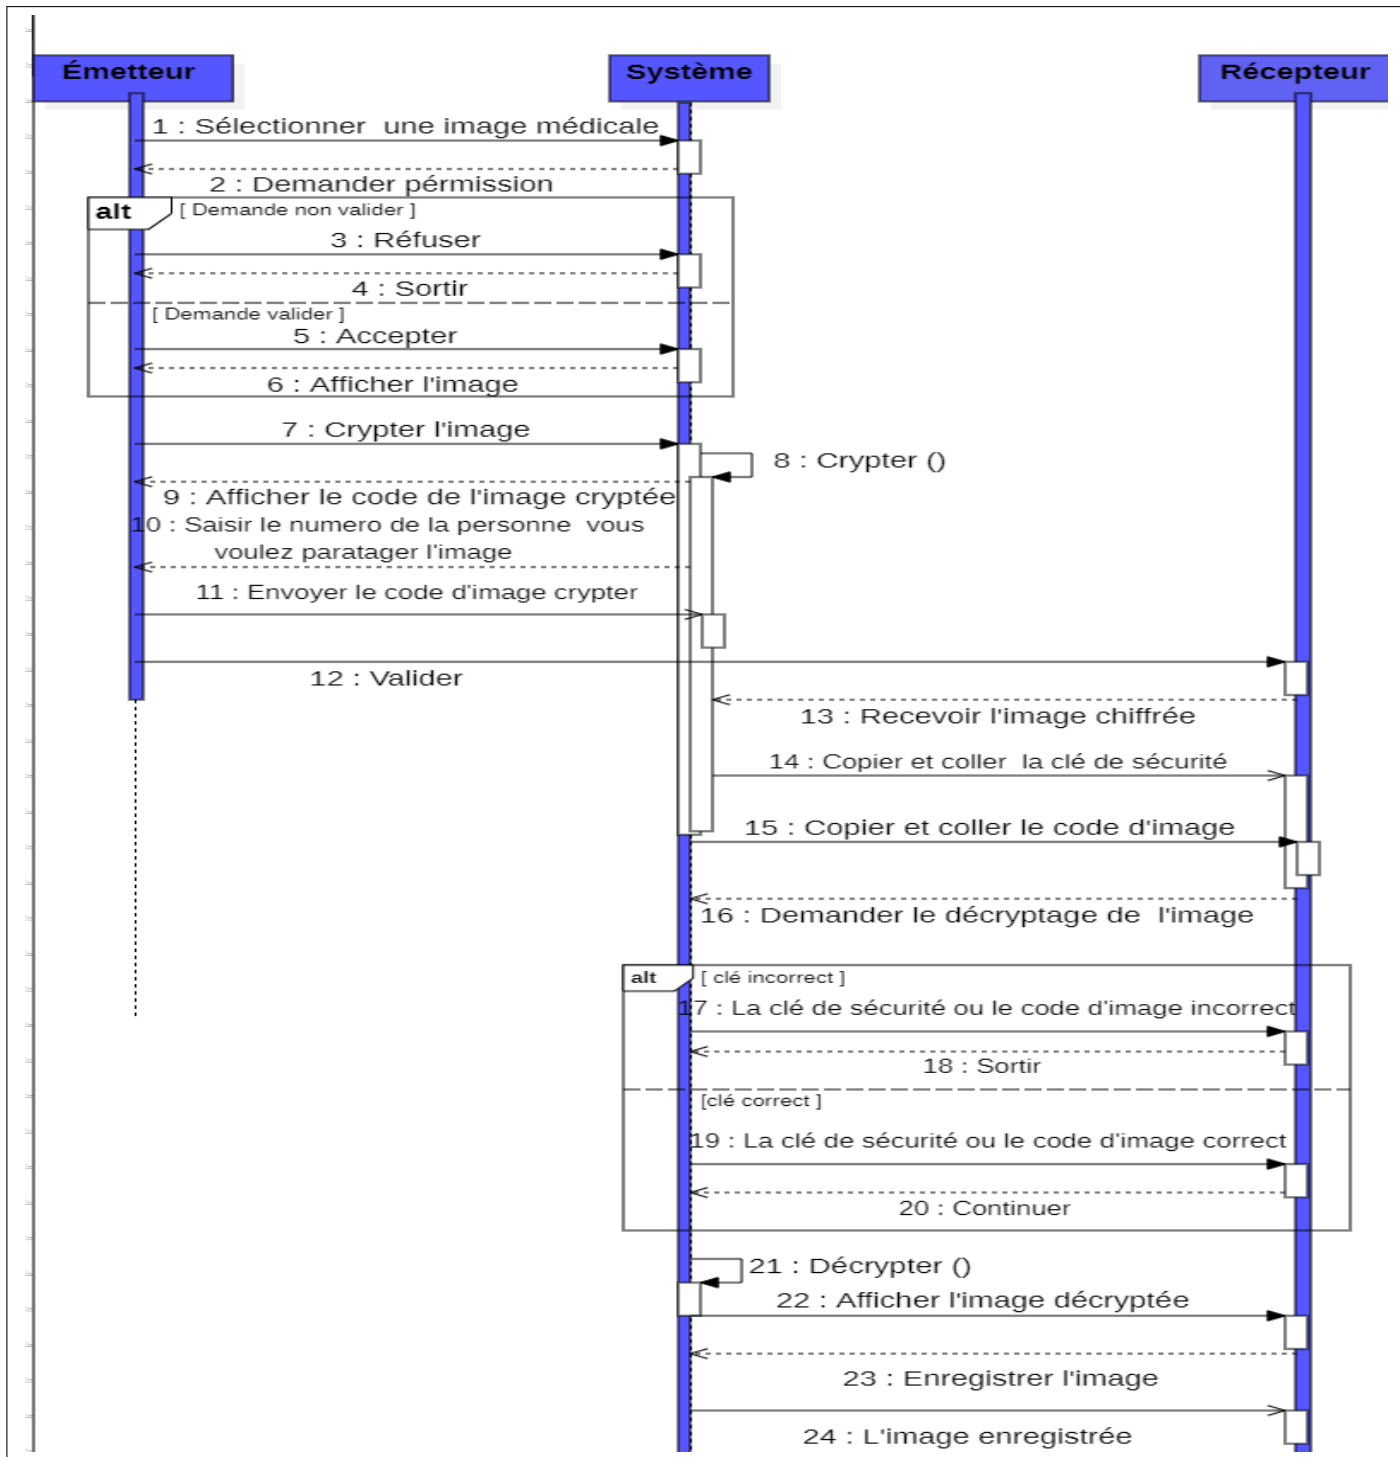 Émetteur
Système
Récepteur
1 : Sélectionner une image médicale
2 : Demander pérmission
alt
[ Demande non valider ]
3 : Réfuser
4 : Sortir
[ Demande valider ]
5 : Accepter
6 : Afficher l'image
7 : Crypter l'image
8 : Crypter ()
9 : Afficher le code de l'image cryptée
10 : Saisir le numero de la personne vous
voulez paratager l'image
11 : Envoyer le code d'image crypter
12 : Valider
13 : Recevoir l'image chiffrée
14 : Copier et coller la clé de sécurité
15 : Copier et coller le code d'image
16 : Demander le décryptage de l'image
alt
[ clé incorrect ]
17 : La clé de sécurité ou le code d'image incorrect
18 : Sortir
[clé correct ]
19 : La clé de sécurité ou le code d'image correct
20 : Continuer
21 : Décrypter ()
22 : Afficher l'image décryptée
23 : Enregistrer l'image
24 : L'image enregistrée